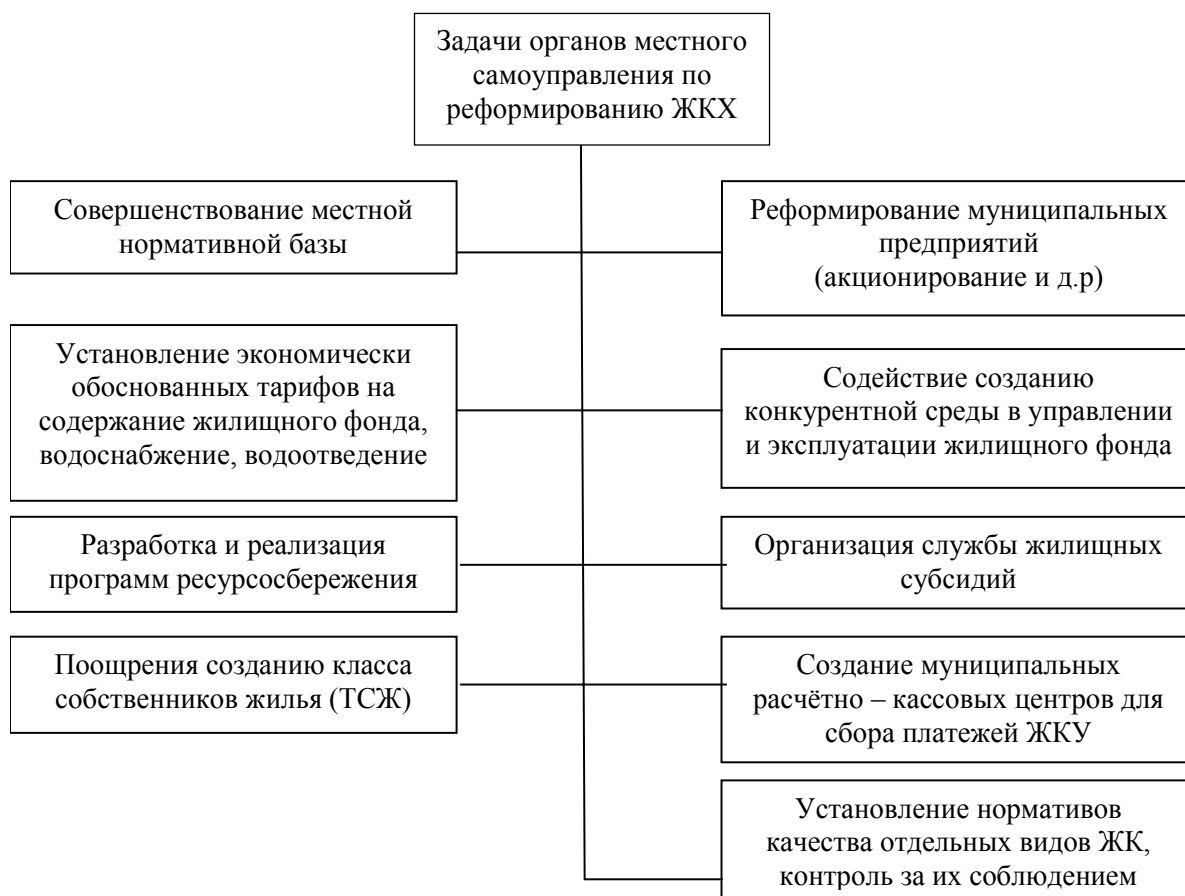 Задачи органов местного
самоуправления по
реформированию ЖКХ
Совершенствование местной
нормативной базы
Реформирование муниципальных
предприятий
(акционирование и д.р)
Установление экономически
обоснованных тарифов на
содержание жилищного фонда,
водоснабжение, водоотведение
Содействие созданию
конкурентной среды в управлении
и эксплуатации жилищного фонда
Разработка и реализация
программ ресурсосбережения
Организация службы жилищных
субсидий
Поощрения созданию класса
собственников жилья (ТСЖ)
Создание муниципальных
расчётно – кассовых центров для
сбора платежей ЖКУ
Установление нормативов
качества отдельных видов ЖК,
контроль за их соблюдением